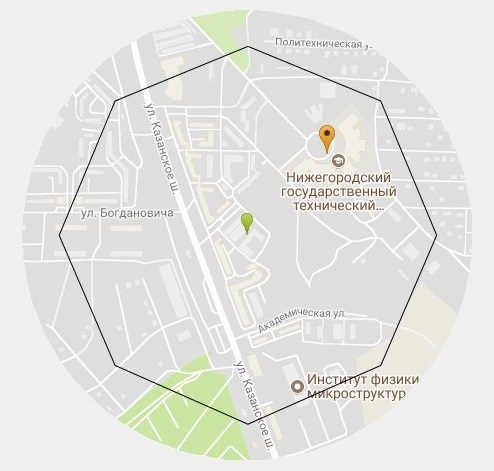 Политехническая у.
ул. Казанское ш.
Нижегородский
государственный
технический...
ул. Богдановича
Академическая ул.
ул. Казанское ш.
Институт физики
микроструктур